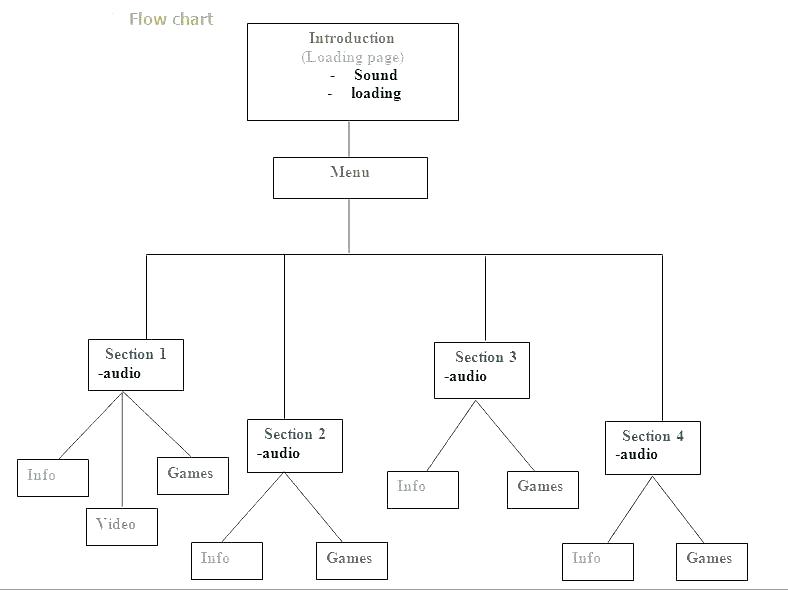 Flow chart
Introduction
(Loading page)
- Sound
- loading
Menu
Section 1
-audio
Section 2
-audio
Section 3
-audio
Section 4
-audio
Info
Video
Games
Info
Games
Info
Games
Info
Games